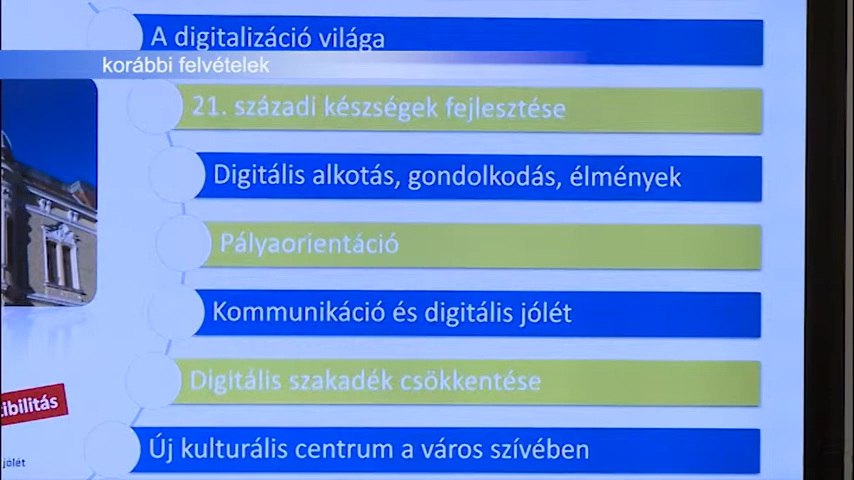 A digitalizáció világa
korábbi felvételek
21. századi készségek fejlesztése
Digitális alkotás, gondolkodás, élmények
Pályaorientáció
Kommunikáció és digitális jólét
Digitális szakadék csökkentése
ibilitás
Új kulturális centrum a város szívében
jólét